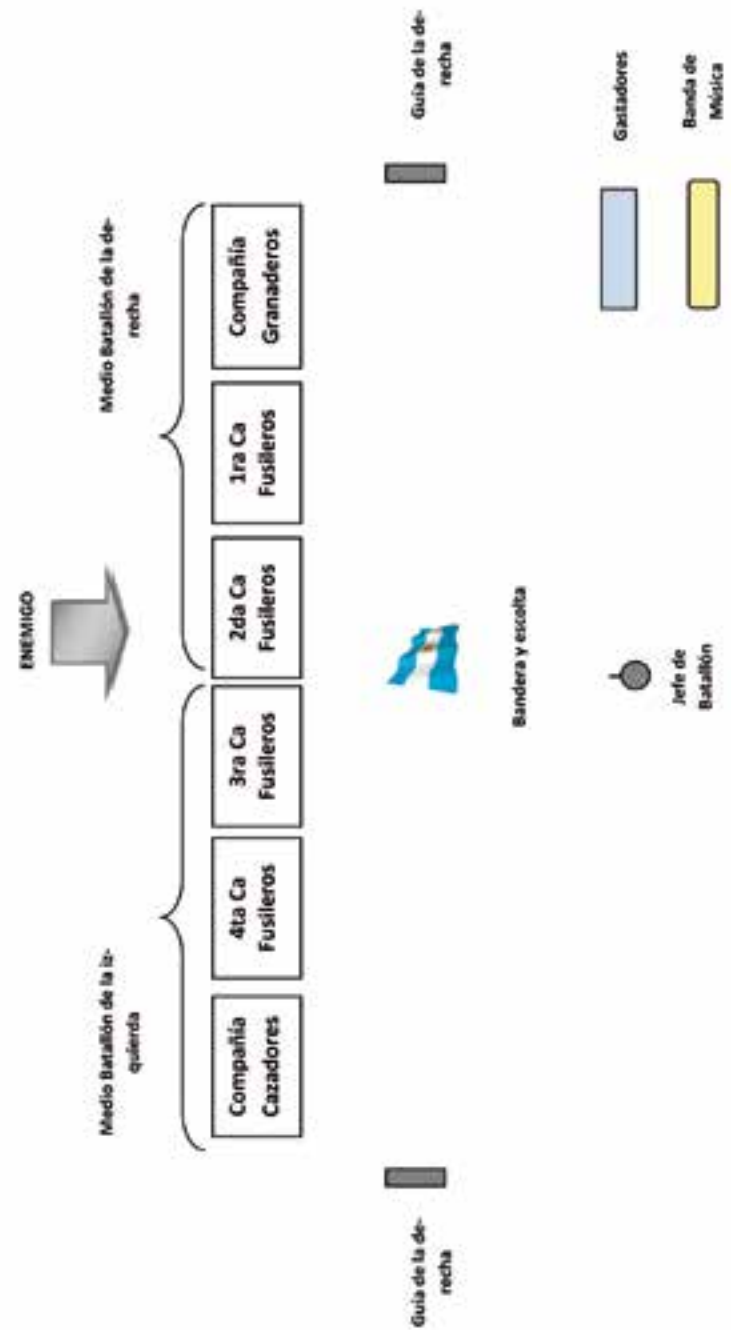 ENEMIGO
Medio Batallón de la iz-
quierda
Medio Batallón de la de-
recha
Compañía
Cazadores
4ta Ca
Fusileros
3ra Ca
Fusileros
2da Ca
Fusileros
1ra Ca
Fusileros
Compañía
Granaderos
Guía de la de-
recha
Guía de la de-
recha
Bandera y escolta
Jefe de
Batallón
Gastadores
Banda de
Música